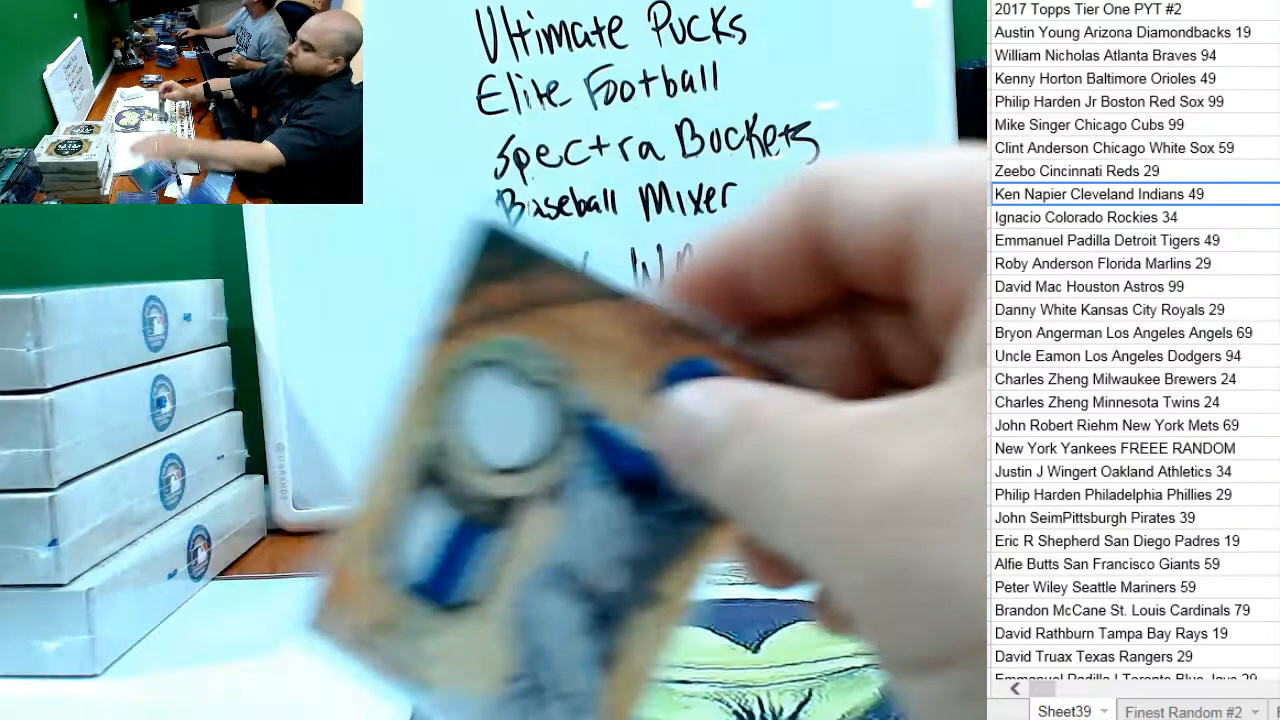 Ultimate Pucks
Elite Football
Spectra Buckets
Baseball Mixer
2017 Topps Tier One PYT #2
Austin Young Arizona Diamondbacks 19
William Nicholas Atlanta Braves 94
Kenny Horton Baltimore Orioles 49
Philip Harden Jr Boston Red Sox 99
Mike Singer Chicago Cubs 99
Clint Anderson Chicago White Sox 59
Zeebo Cincinnati Reds 29
Ken Napier Cleveland Indians 49
Ignacio Colorado Rockies 34
Emmanuel Padilla Detroit Tigers 49
Roby Anderson Florida Marlins 29
David Mac Houston Astros 99
Danny White Kansas City Royals 29
Bryon Angerman Los Angeles Angels 69
Uncle Eamon Los Angeles Dodgers 94
Charles Zheng Milwaukee Brewers 24
Charles Zheng Minnesota Twins 24
John Robert Riehm New York Mets 69
New York Yankees FREEE RANDOM
Justin J Wingert Oakland Athletics 34
Philip Harden Philadelphia Phillies 29
John SeimPittsburgh Pirates 39
Eric R Shepherd San Diego Padres 19
Alfie Butts San Francisco Giants 59
Peter Wiley Seattle Mariners 59
Brandon McCane St. Louis Cardinals 79
David Rathburn Tampa Bay Rays 19
David Truax Texas Rangers 29
Emmanuel Padilla I Toronto Blue Jays 29
Sheet39
Finest Random #2